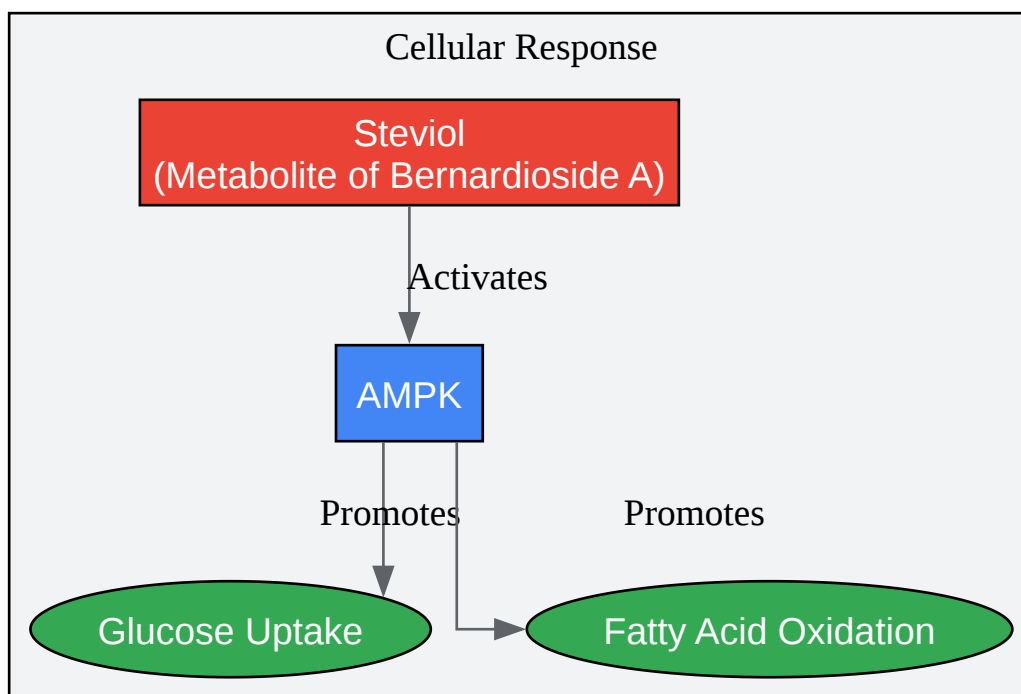 Cellular Response
Steviol
(Metabolite of Bernardioside A)
Activates
AMPK
Promotes
Promotes
Glucose Uptake
Fatty Acid Oxidation